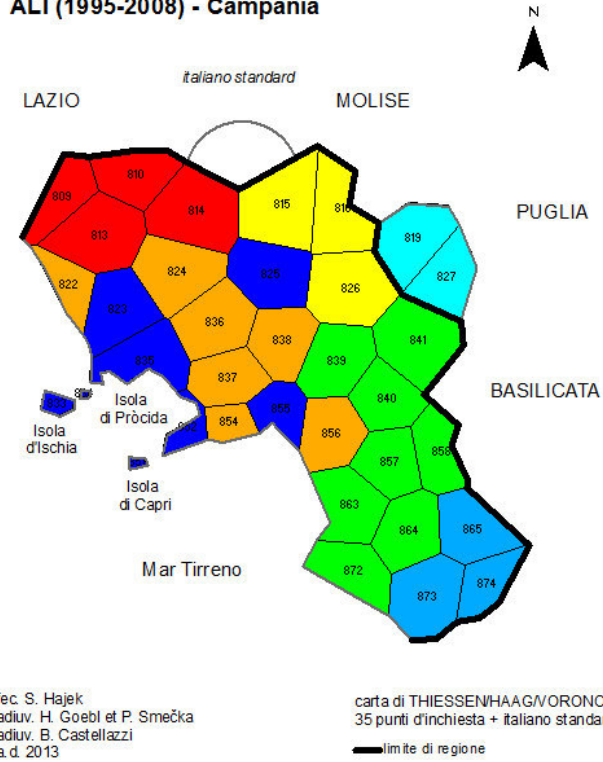 ALI (1995-2008) - Campania
N
italiano standard
LAZIO
MOLISE
PUGLIA
BASILICATA
810
809
814
815
813
819
827
824
825
822
826
823
836
838
841
835
839
837
840
854
855
856
857
858
863
864
865
872
873
874
Isola
di Pròcida
Isola
d'Ischia
Isola
di Capri
Mar Tirreno
fec. S. Hajek
adiuv. H. Goebl et P. Smečka
adiuv. B. Castellazzi
a.d. 2013
carta di THIESSEN/HAAG/VORONO
35 punti d'inchiesta + italiano standar
limite di regione